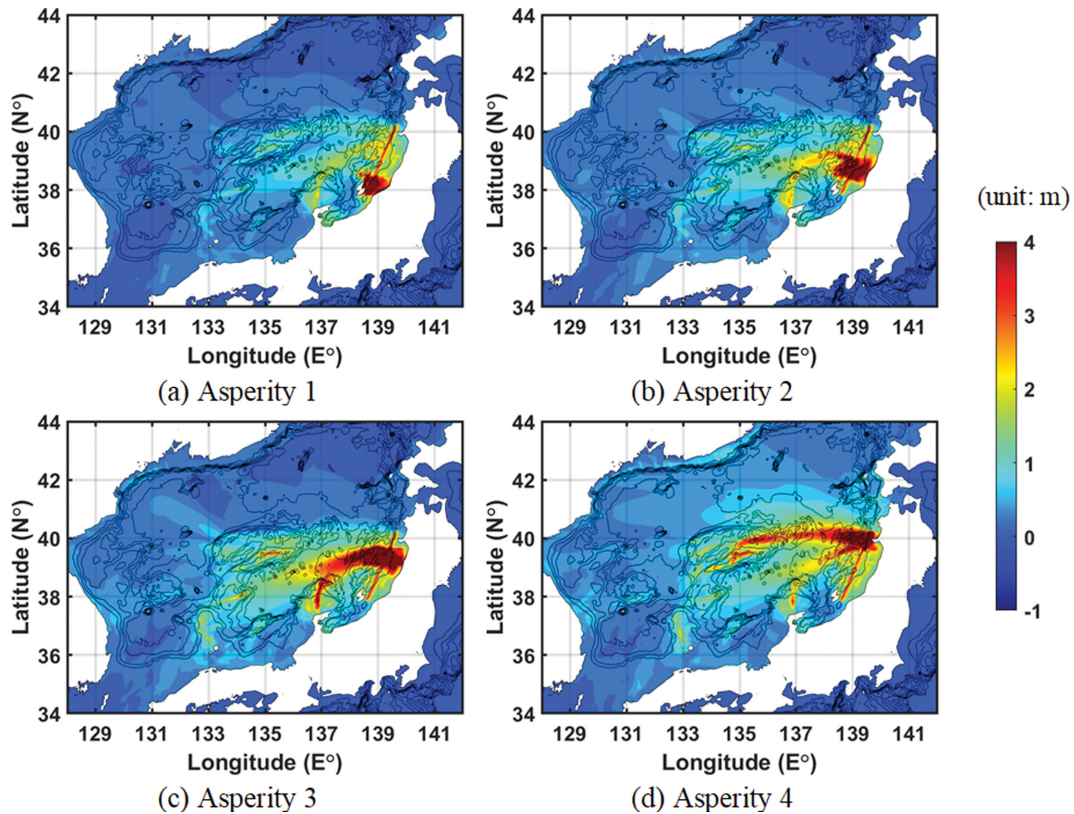 44
42
40
38
36
34
Latitude (N°)
129 131 133 135 137 139 141
Longitude (E°)
(a) Asperity 1
44
42
40
38
36
34
Latitude (N°)
129 131 133 135 137 139 141
Longitude (E°)
(b) Asperity 2
(unit: m)
4
3
2
1
0
-1
44
42
40
38
36
34
Latitude (N°)
129 131 133 135 137 139 141
Longitude (E°)
(c) Asperity 3
44
42
40
38
36
34
Latitude (N°)
129 131 133 135 137 139 141
Longitude (E°)
(d) Asperity 4